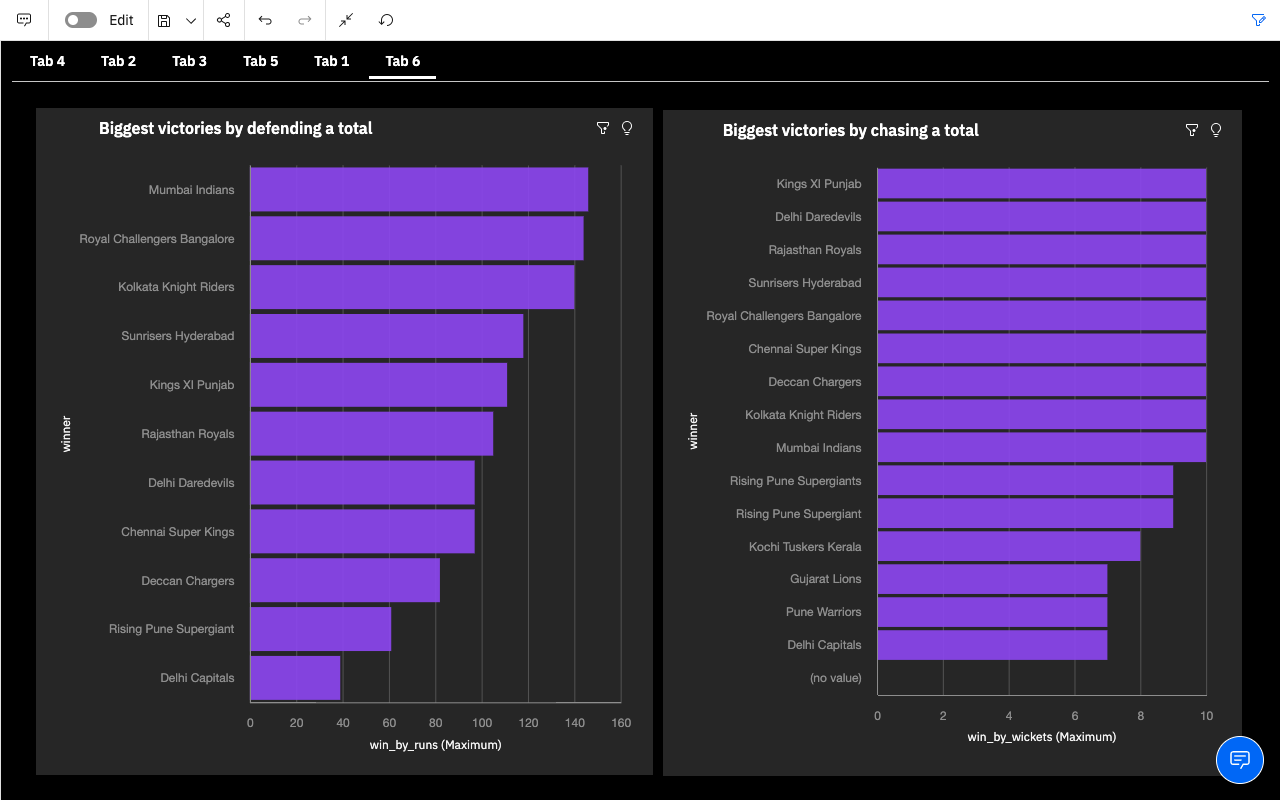 Edit
Tab 4
Tab 2
Tab 3
Tab 5
Tab 1
Tab 6
Biggest victories by defending a total
winner
Mumbai Indians
Royal Challengers Bangalore
Kolkata Knight Riders
Sunrisers Hyderabad
Kings XI Punjab
Rajasthan Royals
Delhi Daredevils
Chennai Super Kings
Deccan Chargers
Rising Pune Supergiant
Delhi Capitals
0 20 40 60 80 100 120 140 160
win_by_runs (Maximum)
Biggest victories by chasing a total
winner
Kings XI Punjab
Delhi Daredevils
Rajasthan Royals
Sunrisers Hyderabad
Royal Challengers Bangalore
Chennai Super Kings
Deccan Chargers
Kolkata Knight Riders
Mumbai Indians
Rising Pune Supergiants
Rising Pune Supergiant
Kochi Tuskers Kerala
Gujarat Lions
Pune Warriors
Delhi Capitals
(no value)
0 2 4 6 8 10
win_by_wickets (Maximum)